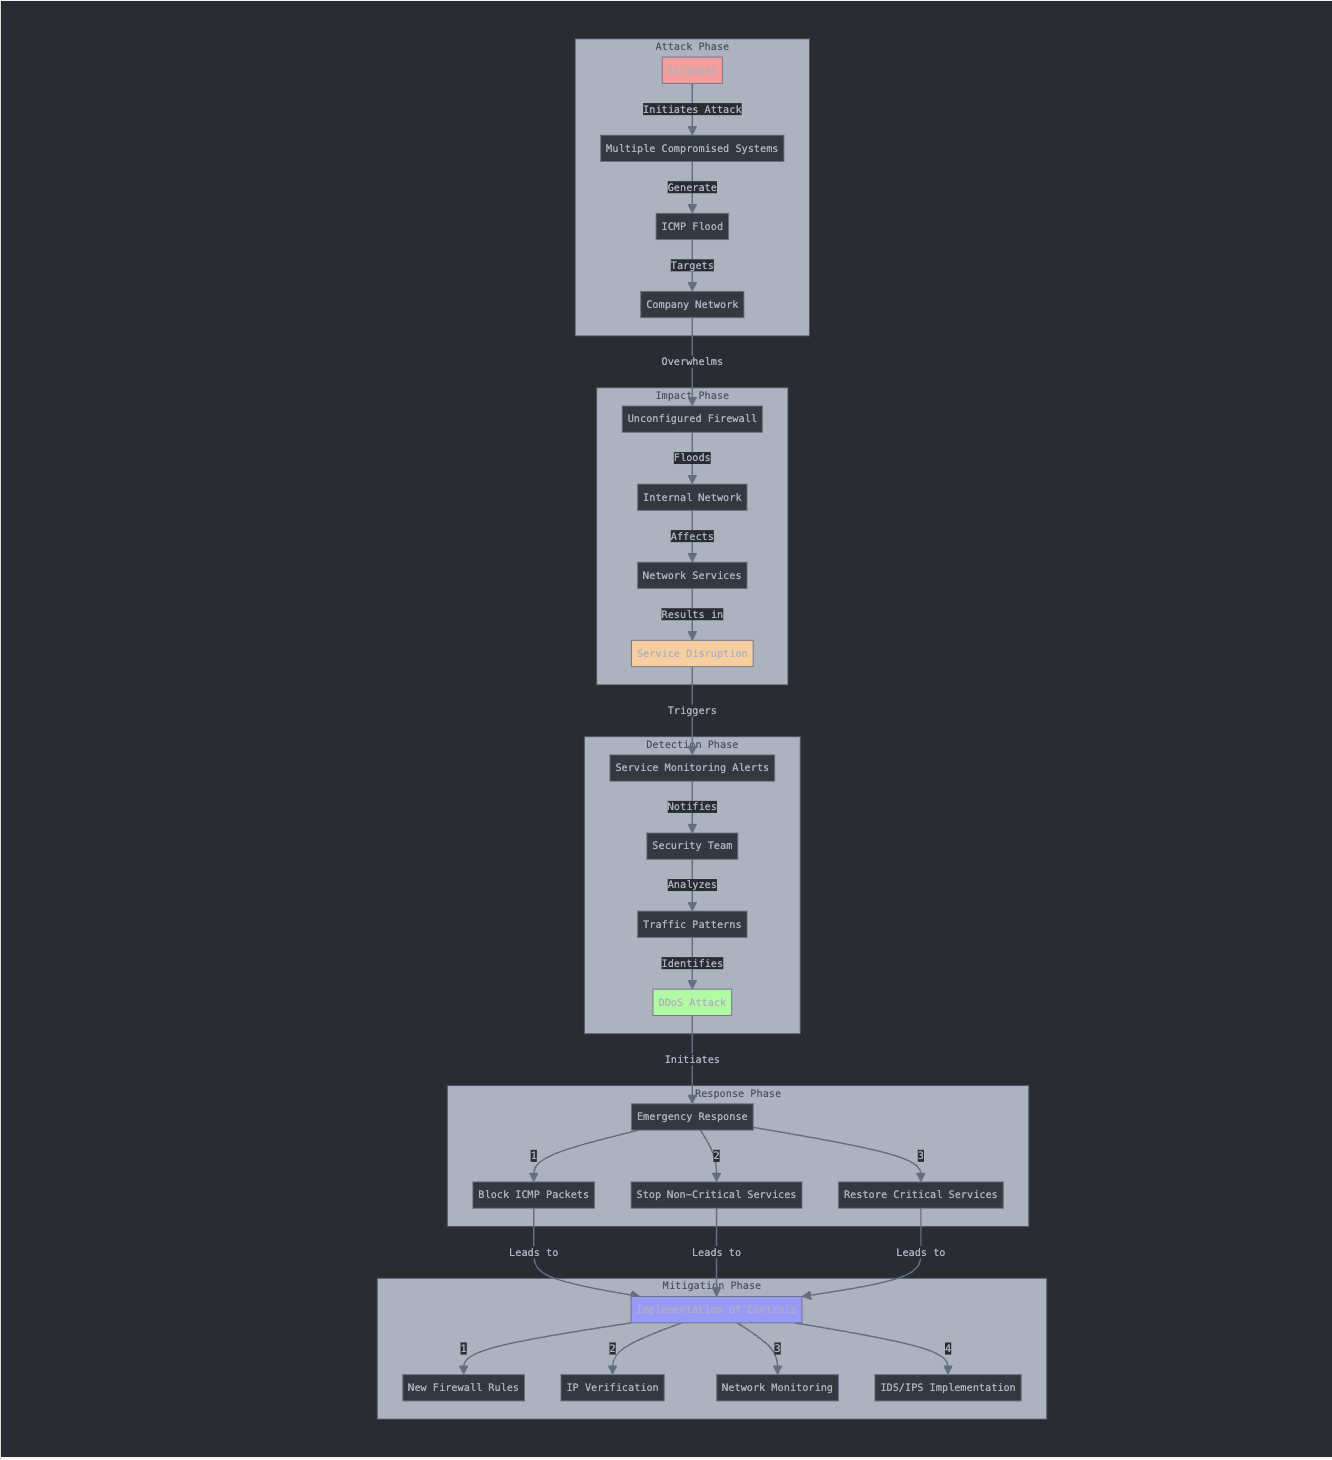 Attack Phase
Attacker
Initiates Attack
Multiple Compromised Systems
Generate
ICMP Flood
Targets
Company Network
Overwhelms
Impact Phase
Unconfigured Firewall
Floods
Internal Network
Affects
Network Services
Results in
Service Disruption
Triggers
Detection Phase
Service Monitoring Alerts
Notifies
Security Team
Analyzes
Traffic Patterns
Identifies
DDoS Attack
Initiates
Response Phase
Emergency Response
1 2 3
Block ICMP Packets Stop Non-Critical Services Restore Critical Services
Leads to Leads to Leads to
Mitigation Phase
Implementation of Controls
1 2 3 4
New Firewall Rules IP Verification Network Monitoring IDS/IPS Implementation